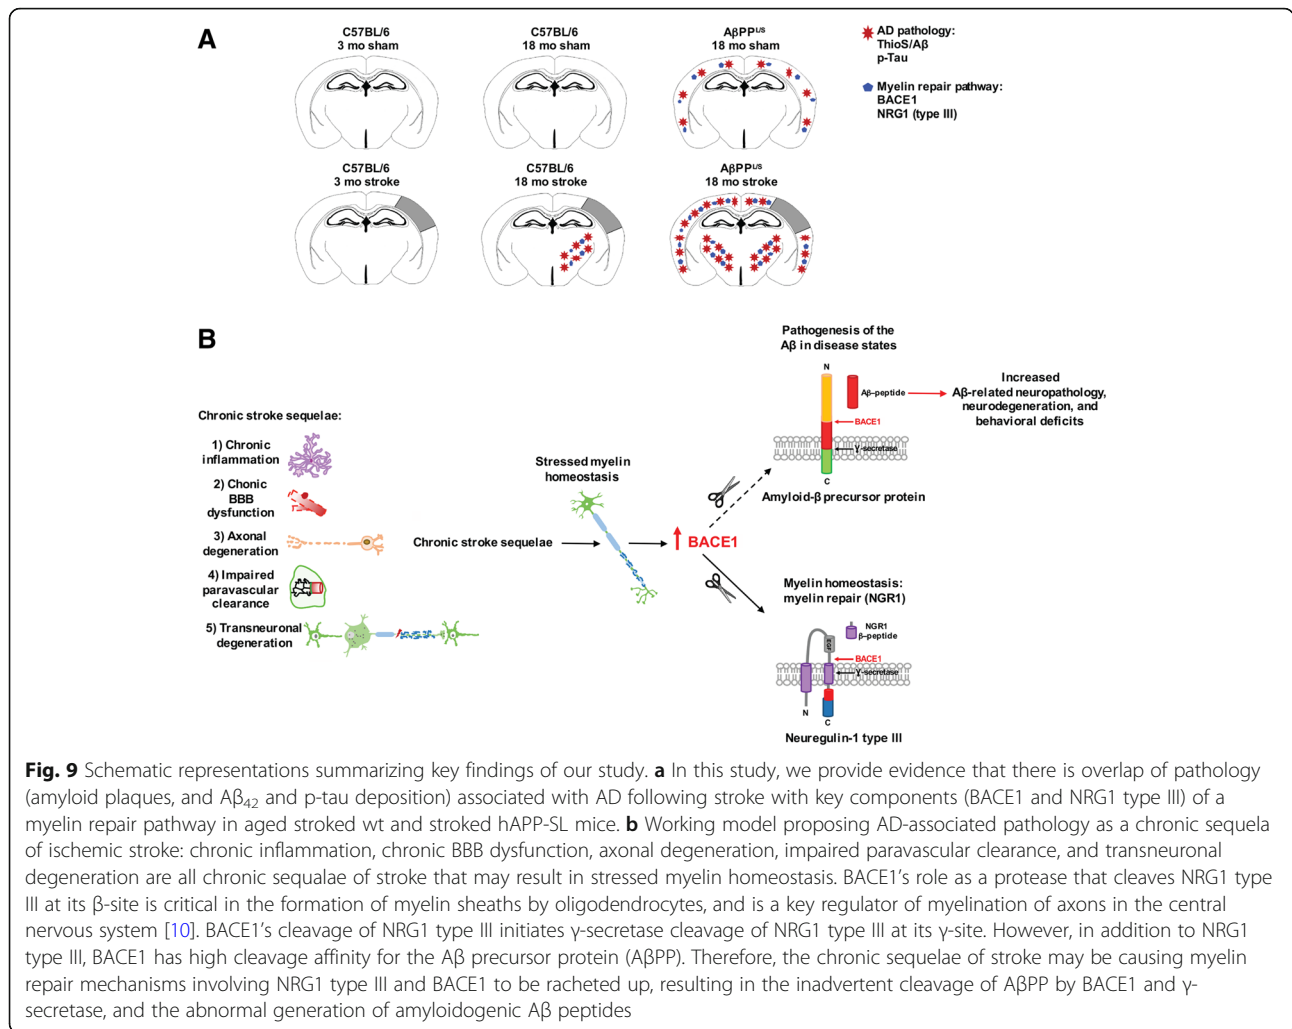 A
C57BL/6
3 mo sham
C57BL/6
18 mo sham
AβPPᴸ/ˢ
18 mo sham
AD pathology:
ThioS/Aβ
p-Tau
Myelin repair pathway:
BACE1
NRG1 (type III)
C57BL/6
3 mo stroke
C57BL/6
18 mo stroke
AβPPᴸ/ˢ
18 mo stroke
B
Chronic stroke sequelae:
1) Chronic
inflammation
2) Chonic
BBB
dysfunction
3) Axonal
degeneration
4) Impaired
paravascular
clearance
5) Transneuronal
degeneration
Chronic stroke sequelae
Stressed myelin
homeostasis
BACE1
Pathogenesis of the
Aβ in disease states
N
Aβ-peptide
BACE1
γ-secretase
C
Amyloid-β precursor protein
Increased
Aβ-related neuropathology,
neurodegeneration, and
behavioral deficits
Myelin homeostasis:
myelin repair (NGR1)
NGR1
β-peptide
EGF
BACE1
γ-secretase
N
C
Neuregulin-1 type III
Fig. 9 Schematic representations summarizing key findings of our study. a In this study, we provide evidence that there is overlap of pathology
(amyloid plaques, and Aβ₄₂ and p-tau deposition) associated with AD following stroke with key components (BACE1 and NRG1 type III) of a
myelin repair pathway in aged stroked wt and stroked hAPP-SL mice. b Working model proposing AD-associated pathology as a chronic sequela
of ischemic stroke: chronic inflammation, chronic BBB dysfunction, axonal degeneration, impaired paravascular clearance, and transneuronal
degeneration are all chronic sequalae of stroke that may result in stressed myelin homeostasis. BACE1's role as a protease that cleaves NRG1 type
III at its β-site is critical in the formation of myelin sheaths by oligodendrocytes, and is a key regulator of myelination of axons in the central
nervous system [10]. BACE1's cleavage of NRG1 type III initiates γ-secretase cleavage of NRG1 type III at its γ-site. However, in addition to NRG1
type III, BACE1 has high cleavage affinity for the Aβ precursor protein (AβPP). Therefore, the chronic sequelae of stroke may be causing myelin
repair mechanisms involving NRG1 type III and BACE1 to be racheted up, resulting in the inadvertent cleavage of AβPP by BACE1 and γ-
secretase, and the abnormal generation of amyloidogenic Aβ peptides